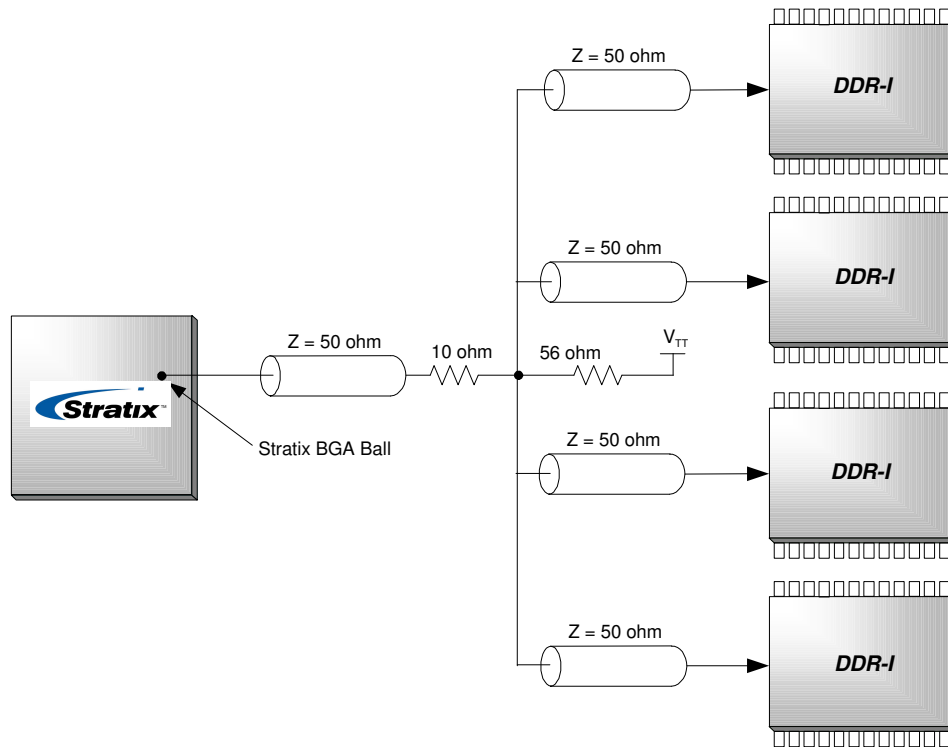 Z = 50 ohm
DDR-I
Z = 50 ohm
DDR-I
Z = 50 ohm
10 ohm
56 ohm
VTT
Stratix™
Stratix BGA Ball
Z = 50 ohm
DDR-I
Z = 50 ohm
DDR-I